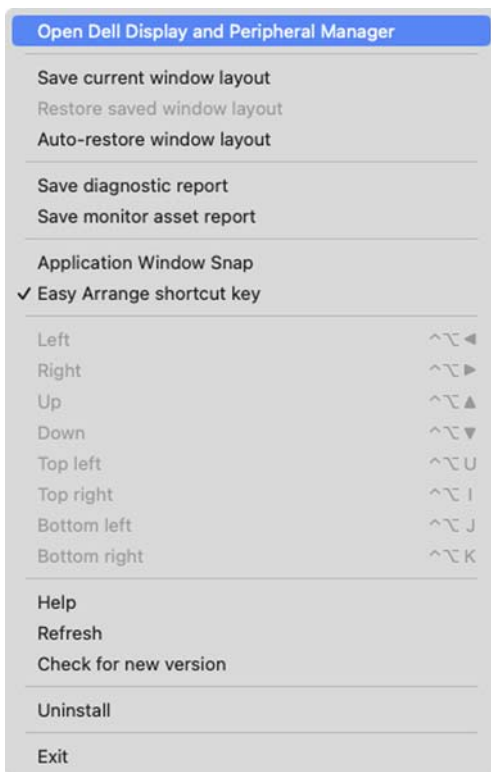 Open Dell Display and Peripheral Manager
Save current window layout
Restore saved window layout
Auto-restore window layout
Save diagnostic report
Save monitor asset report
Application Window Snap
✓ Easy Arrange shortcut key
Left ^⌥◀
Right ^⌥▶
Up ^⌥▲
Down ^⌥▼
Top left ^⌥ U
Top right ^⌥ I
Bottom left ^⌥ J
Bottom right ^⌥ K
Help
Refresh
Check for new version
Uninstall
Exit